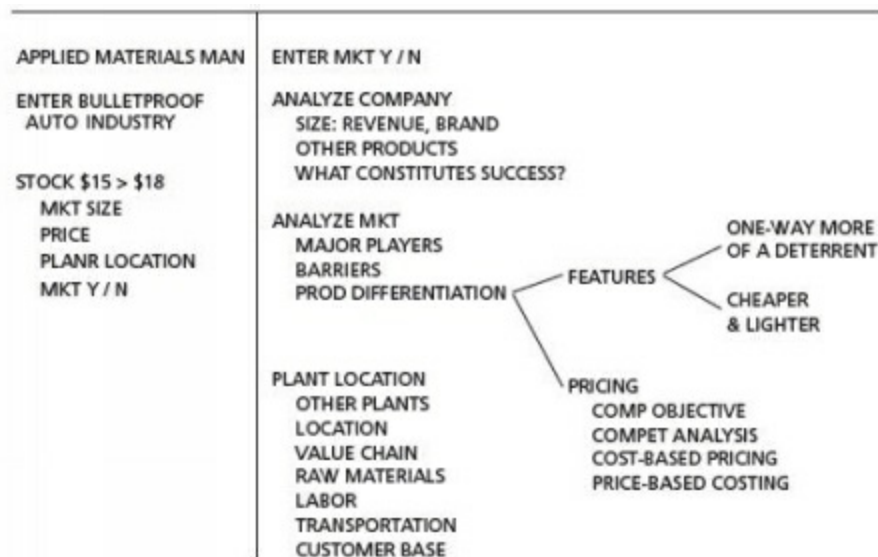 APPLIED MATERIALS MAN
ENTER BULLETPROOF
AUTO INDUSTRY
STOCK $15 > $18
MKT SIZE
PRICE
PLANR LOCATION
MKT Y / N
ENTER MKT Y / N
ANALYZE COMPANY
SIZE: REVENUE, BRAND
OTHER PRODUCTS
WHAT CONSTITUTES SUCCESS?
ANALYZE MKT
MAJOR PLAYERS
BARRIERS
PROD DIFFERENTIATION
FEATURES
ONE-WAY MORE
OF A DETERRENT
CHEAPER
& LIGHTER
PRICING
COMP OBJECTIVE
COMPET ANALYSIS
COST-BASED PRICING
PRICE-BASED COSTING
PLANT LOCATION
OTHER PLANTS
LOCATION
VALUE CHAIN
RAW MATERIALS
LABOR
TRANSPORTATION
CUSTOMER BASE